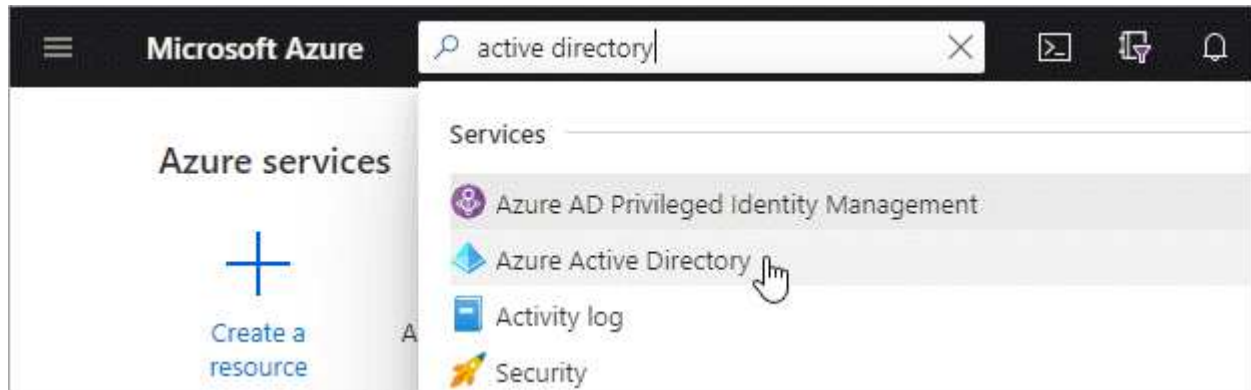 Microsoft Azure
active directory
Services
Azure services
Azure AD Privileged Identity Management
Azure Active Directory
Activity log
Create a
resource
A
Security